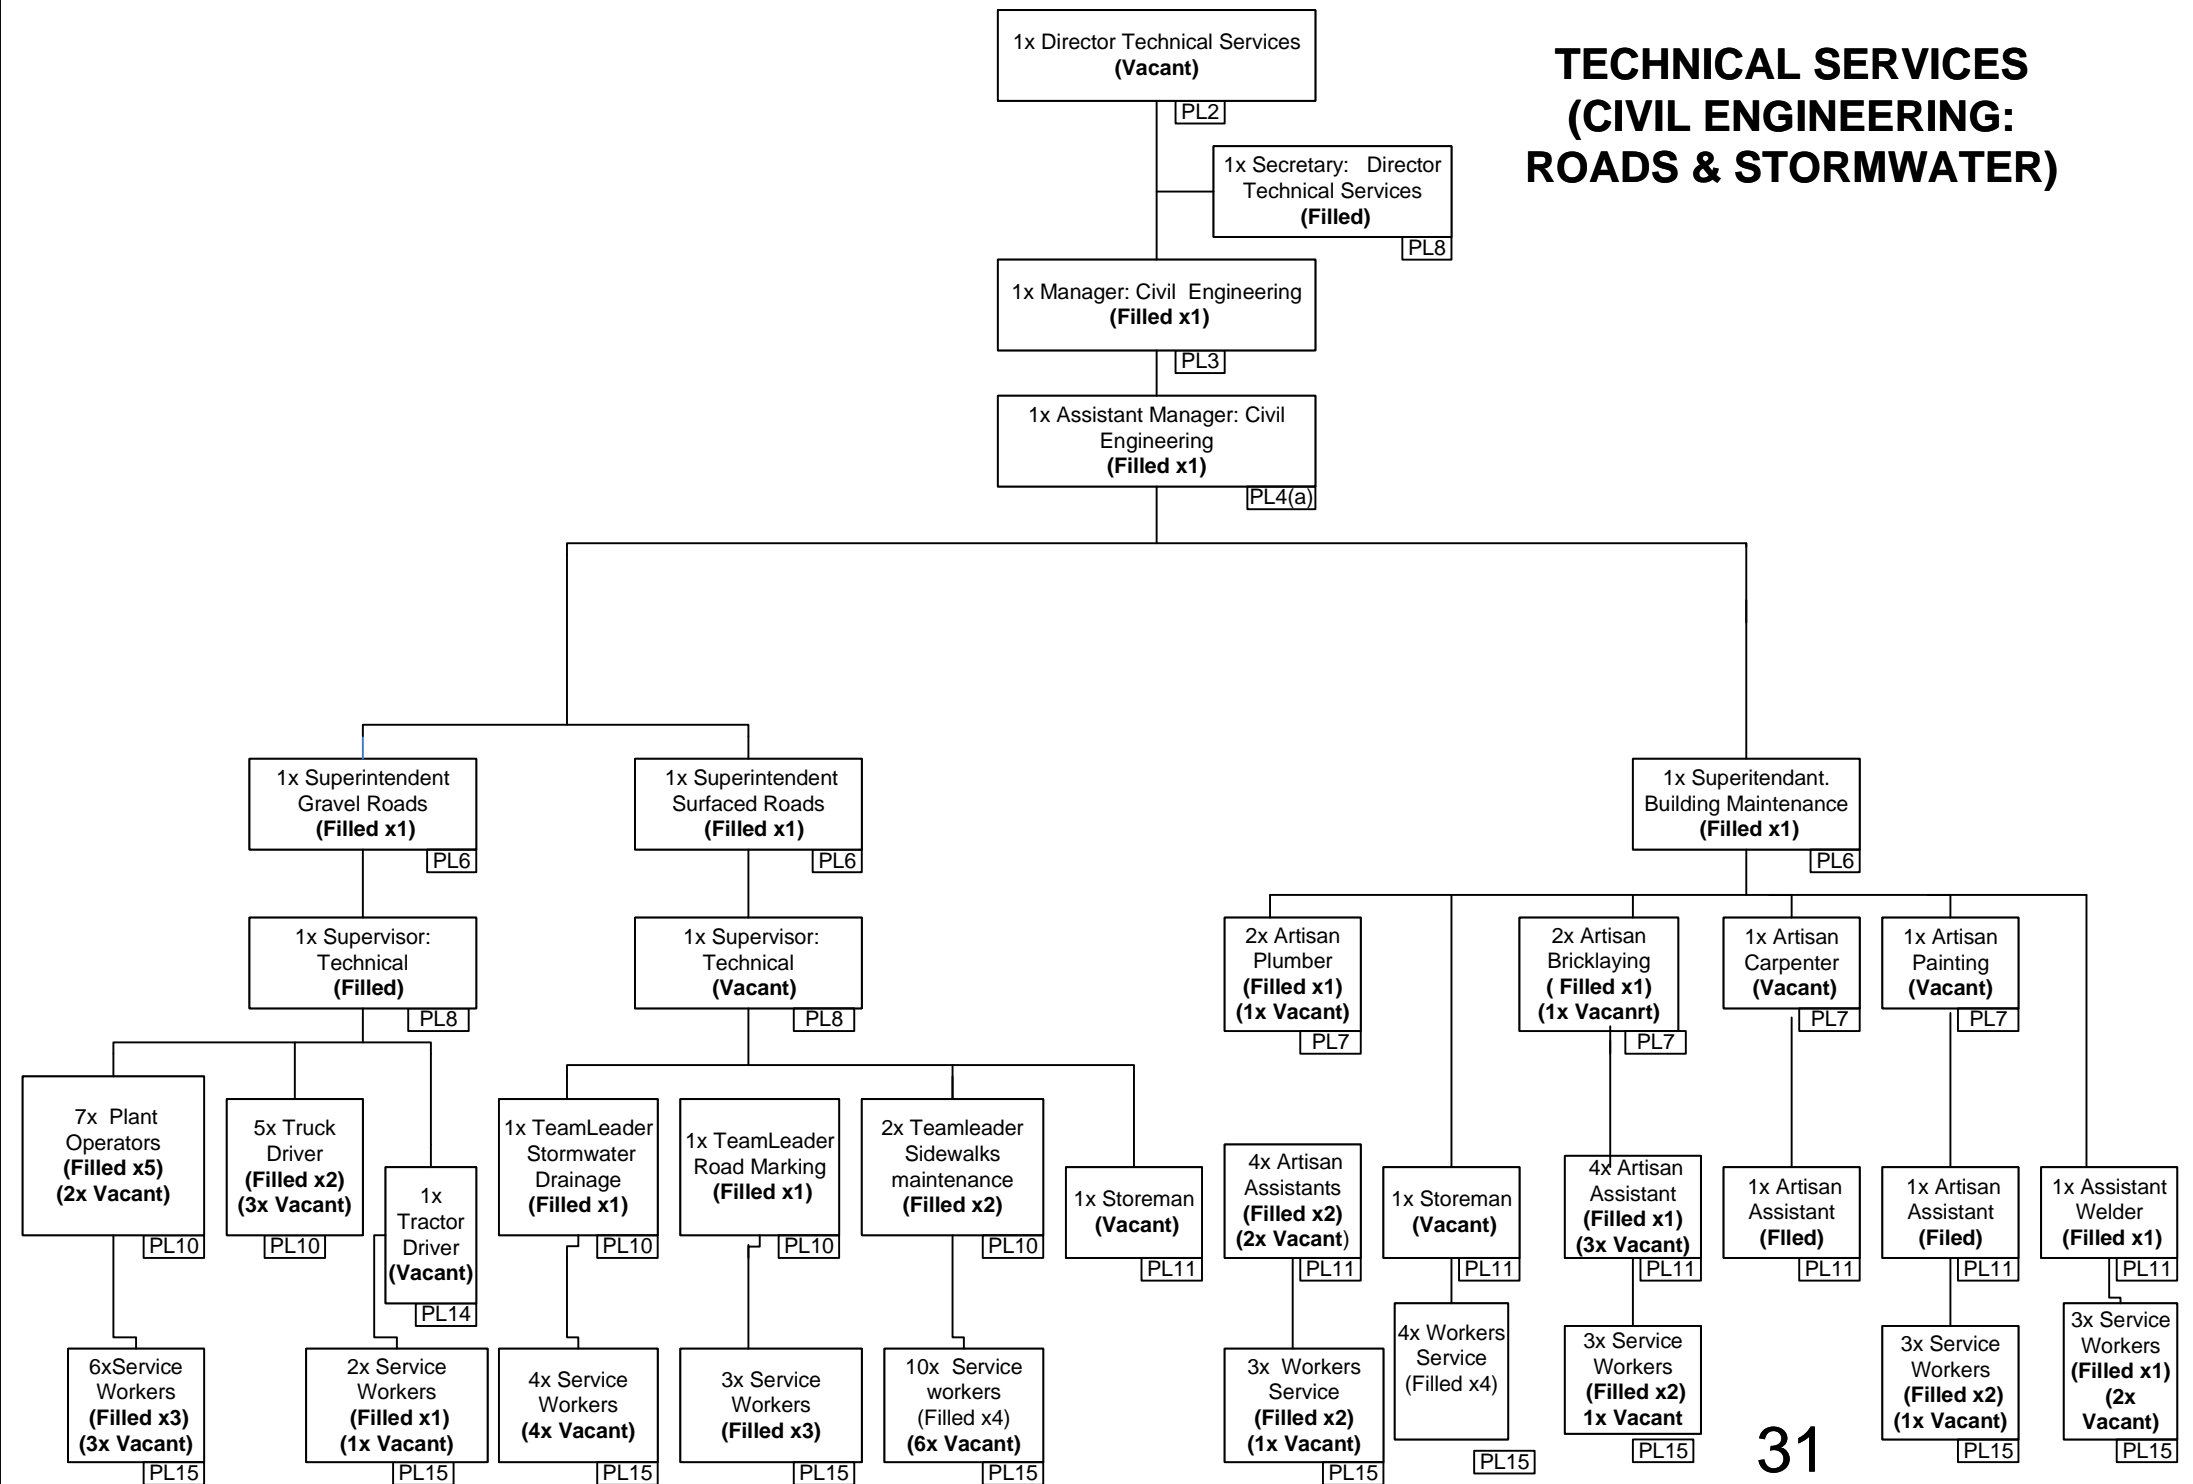 1x Director Technical Services
(Vacant)
PL2
TECHNICAL SERVICES
(CIVIL ENGINEERING:
ROADS & STORMWATER)
1x Secretary: Director
Technical Services
(Filled)
PL8
1x Manager: Civil Engineering
(Filled x1)
PL3
1x Assistant Manager: Civil
Engineering
(Filled x1)
PL4(a)
1x Superintendent
Gravel Roads
(Filled x1)
PL6
1x Superintendent
Surfaced Roads
(Filled x1)
PL6
1x Superitendant.
Building Maintenance
(Filled x1)
PL6
1x Supervisor:
Technical
(Filled)
PL8
1x Supervisor:
Technical
(Vacant)
PL8
2x Artisan
Plumber
(Filled x1)
(1x Vacant)
PL7
2x Artisan
Bricklaying
( Filled x1)
(1x Vacanrt)
PL7
1x Artisan
Carpenter
(Vacant)
PL7
1x Artisan
Painting
(Vacant)
PL7
7x Plant
Operators
(Filled x5)
(2x Vacant)
PL10
5x Truck
Driver
(Filled x2)
(3x Vacant)
PL10
1x
Tractor
Driver
(Vacant)
PL14
1x TeamLeader
Stormwater
Drainage
(Filled x1)
PL10
1x TeamLeader
Road Marking
(Filled x1)
PL10
2x Teamleader
Sidewalks
maintenance
(Filled x2)
PL10
1x Storeman
(Vacant)
PL11
4x Artisan
Assistants
(Filled x2)
(2x Vacant)
PL11
1x Storeman
(Vacant)
PL11
4x Artisan
Assistant
(Filled x1)
(3x Vacant)
PL11
1x Artisan
Assistant
(Flled)
PL11
1x Artisan
Assistant
(Filed)
PL11
1x Assistant
Welder
(Filled x1)
PL11
6xService
Workers
(Filled x3)
(3x Vacant)
PL15
2x Service
Workers
(Filled x1)
(1x Vacant)
PL15
4x Service
Workers
(4x Vacant)
PL15
3x Service
Workers
(Filled x3)
PL15
10x Service
workers
(Filled x4)
(6x Vacant)
PL15
3x Workers
Service
(Filled x2)
(1x Vacant)
PL15
4x Workers
Service
(Filled x4)
PL15
3x Service
Workers
(Filled x2)
1x Vacant
PL15
3x Service
Workers
(Filled x2)
(1x Vacant)
PL15
3x Service
Workers
(Filled x1)
(2x
Vacant)
PL15
31